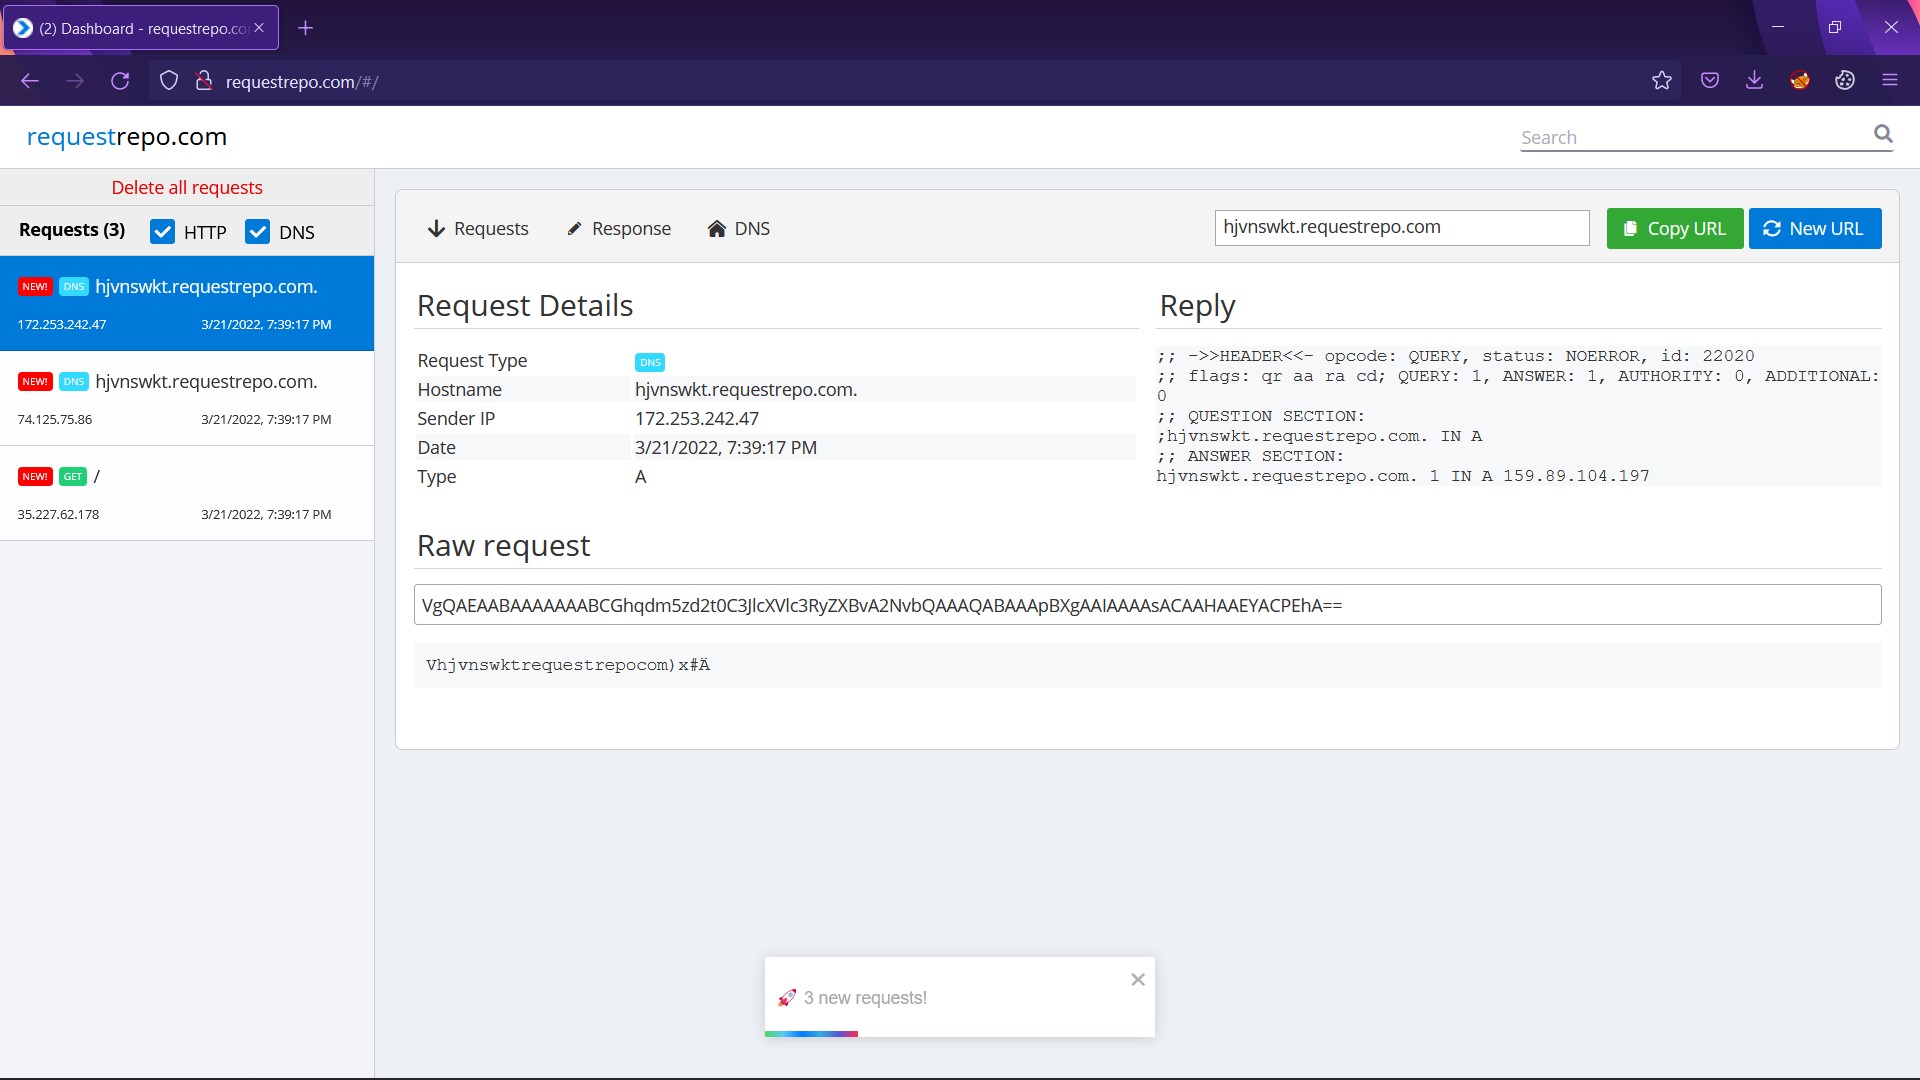 (2) Dashboard - requestrepo.co
requestrepo.com/#/
requestrepo.com
Search
Delete all requests
Requests (3) HTTP DNS
NEW! DNS hjvnswkt.requestrepo.com.
172.253.242.47 3/21/2022, 7:39:17 PM
NEW! DNS hjvnswkt.requestrepo.com.
74.125.75.86 3/21/2022, 7:39:17 PM
NEW! GET /
35.227.62.178 3/21/2022, 7:39:17 PM
Requests Response DNS hjvnswkt.requestrepo.com Copy URL New URL
Request Details
Request Type DNS
Hostname hjvnswkt.requestrepo.com.
Sender IP 172.253.242.47
Date 3/21/2022, 7:39:17 PM
Type A
Reply
;; ->>HEADER<<- opcode: QUERY, status: NOERROR, id: 22020
;; flags: qr aa ra cd; QUERY: 1, ANSWER: 1, AUTHORITY: 0, ADDITIONAL:
0
;; QUESTION SECTION:
;hjvnswkt.requestrepo.com. IN A
;; ANSWER SECTION:
hjvnswkt.requestrepo.com. 1 IN A 159.89.104.197
Raw request
VgQAEAABAAAAAAABCGhqdm5zd2t0C3JlcXVlc3RyZXBvA2NvbQAAAQABAAApBXgAAIAAAAsACAAHAAEYACPEhA==
Vhjvnswktrequestrepocom)x#Ä
3 new requests!